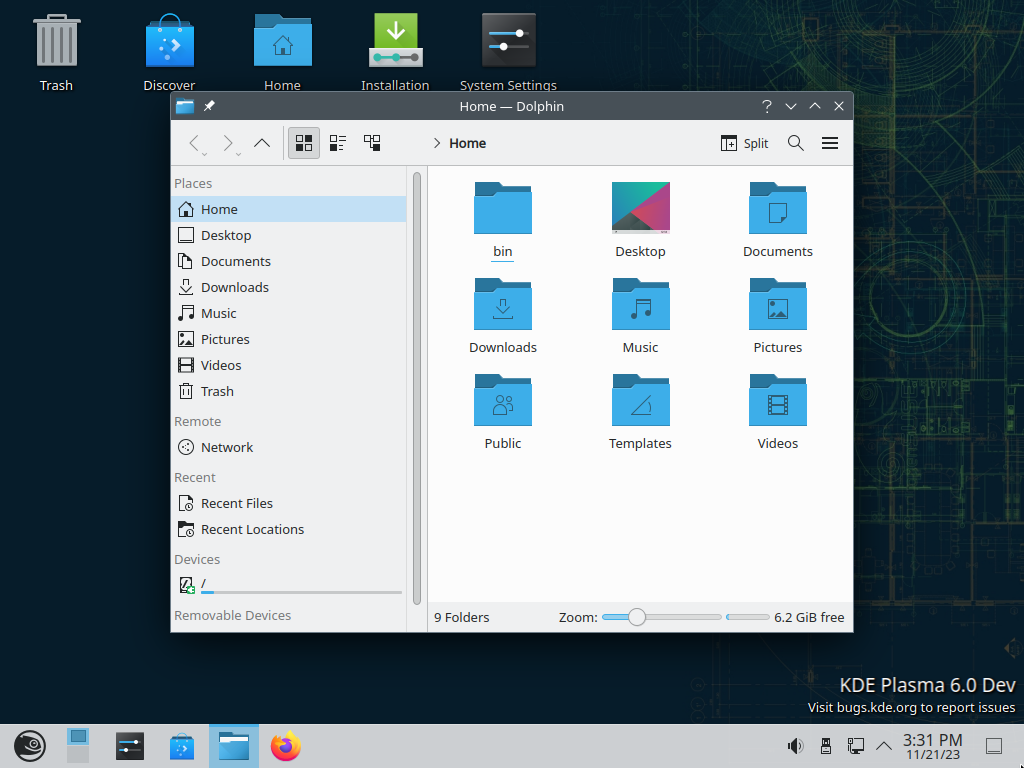 Trash
Discover
Home
Installation
System Settings
Home — Dolphin
Home
Split
Places
Home
Desktop
Documents
Downloads
Music
Pictures
Videos
Trash
Remote
Network
Recent
Recent Files
Recent Locations
Devices
/
Removable Devices
bin
Desktop
Documents
Downloads
Music
Pictures
Public
Templates
Videos
9 Folders
Zoom:
6.2 GiB free
KDE Plasma 6.0 Dev
Visit bugs.kde.org to report issues
3:31 PM
11/21/23